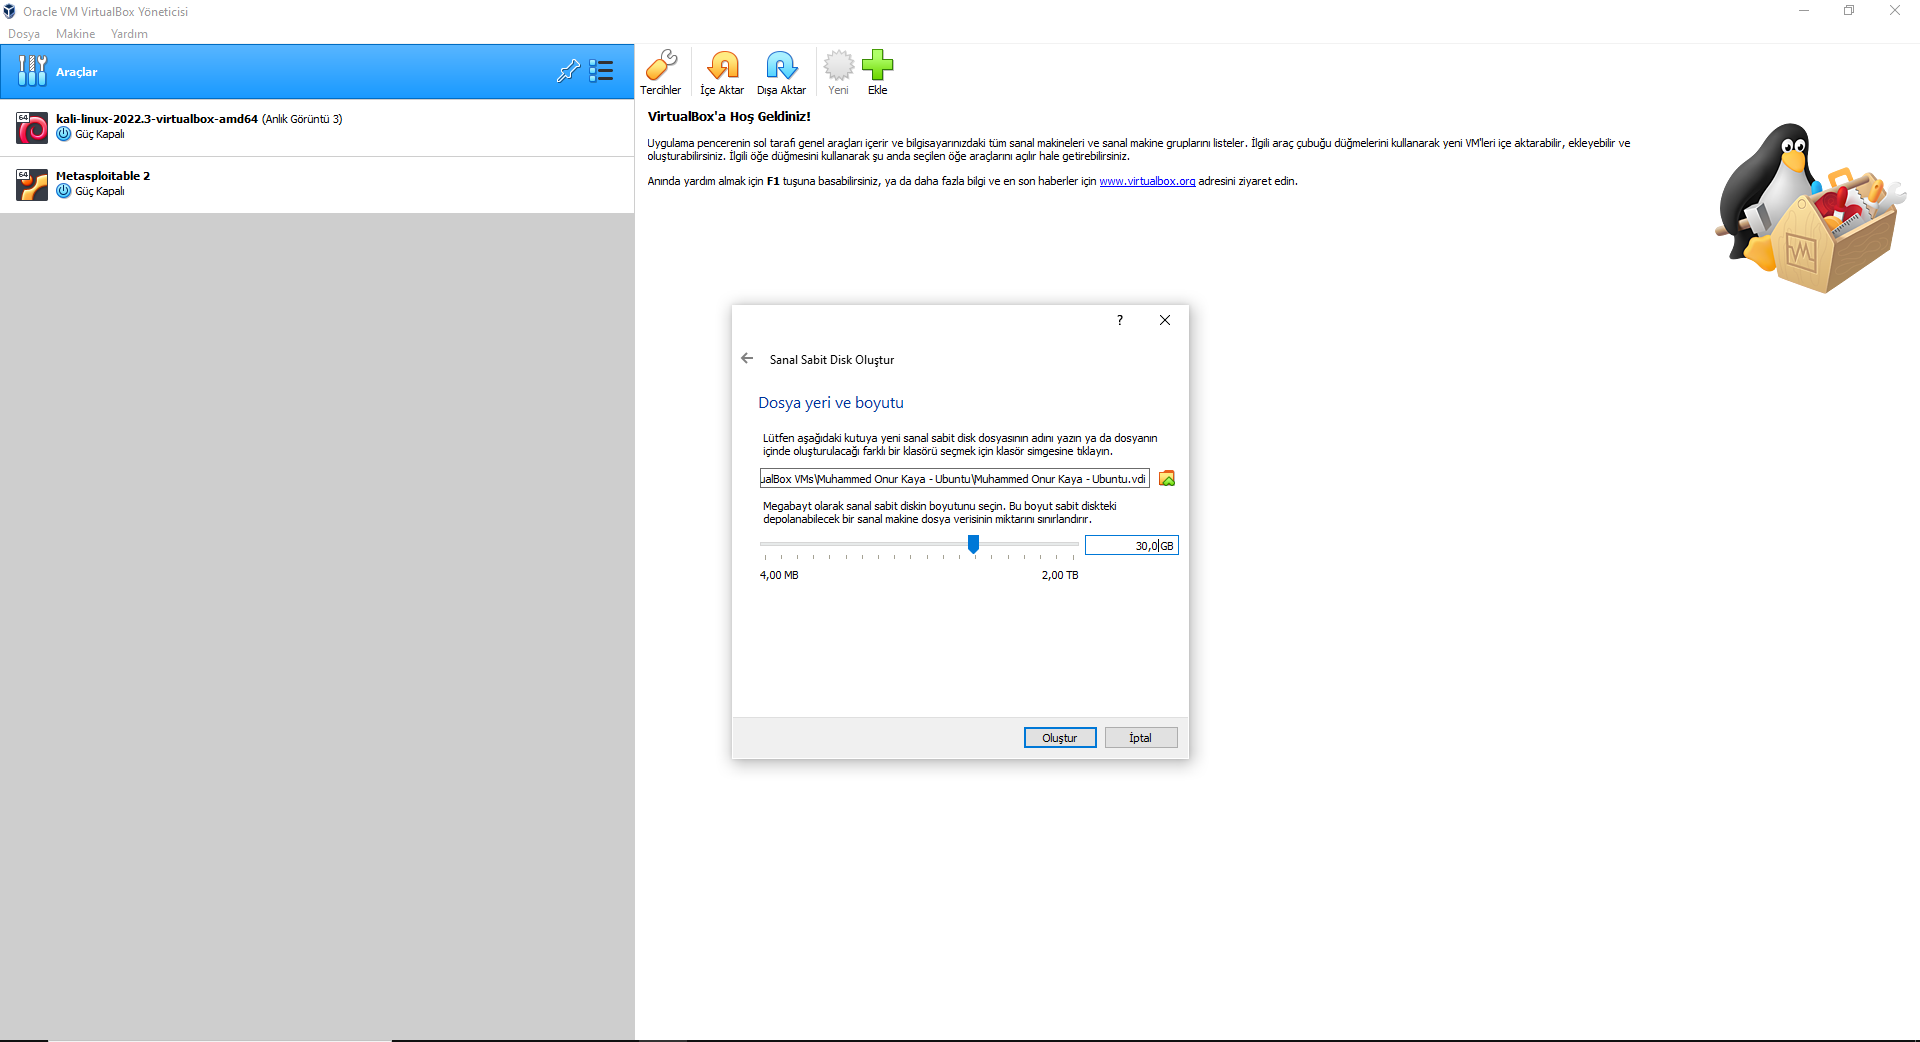 Oracle VM VirtualBox Yöneticisi
Dosya Makine Yardım
Araçlar
64
kali-linux-2022.3-virtualbox-amd64 (Anlık Görüntü 3)
Güç Kapalı
64
Metasploitable 2
Güç Kapalı
Tercihler İçe Aktar Dışa Aktar Yeni Ekle
VirtualBox'a Hoş Geldiniz!
Uygulama pencerenin sol tarafı genel araçları içerir ve bilgisayarınızdaki tüm sanal makineleri ve sanal makine gruplarını listeler. İlgili araç çubuğu düğmelerini kullanarak yeni VM'leri içe aktarabilir, ekleyebilir ve
oluşturabilirsiniz. İlgili öğe düğmesini kullanarak şu anda seçilen öğe araçlarını açılır hale getirebilirsiniz.
Anında yardım almak için F1 tuşuna basabilirsiniz, ya da daha fazla bilgi ve en son haberler için www.virtualbox.org adresini ziyaret edin.
?
Sanal Sabit Disk Oluştur
Dosya yeri ve boyutu
Lütfen aşağıdaki kutuya yeni sanal sabit disk dosyasının adını yazın ya da dosyanın
içinde oluşturulacağı farklı bir klasörü seçmek için klasör simgesine tıklayın.
ualBox VMs\Muhammed Onur Kaya - Ubuntu\Muhammed Onur Kaya - Ubuntu.vdi
Megabayt olarak sanal sabit diskin boyutunu seçin. Bu boyut sabit diskteki
depolanabilecek bir sanal makine dosya verisinin miktarını sınırlandırır.
30,0 GB
4,00 MB 2,00 TB
Oluştur İptal